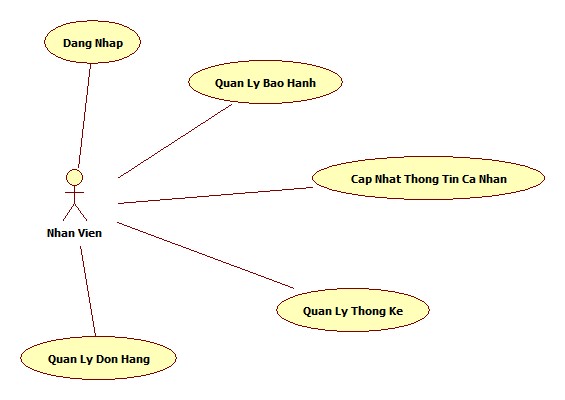 Dang Nhap
Quan Ly Bao Hanh
Cap Nhat Thong Tin Ca Nhan
Nhan Vien
Quan Ly Thong Ke
Quan Ly Don Hang